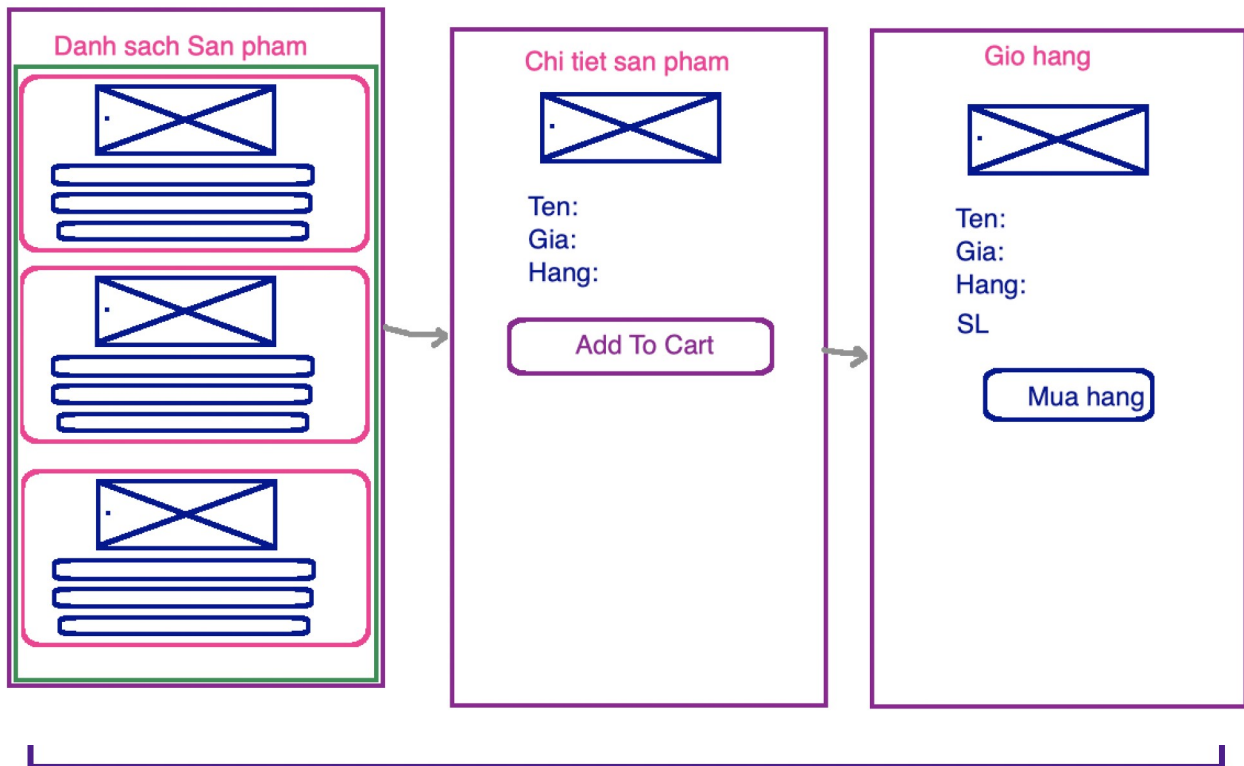 Danh sach San pham
Chi tiet san pham
Ten:
Gia:
Hang:
Add To Cart
Gio hang
Ten:
Gia:
Hang:
SL
Mua hang